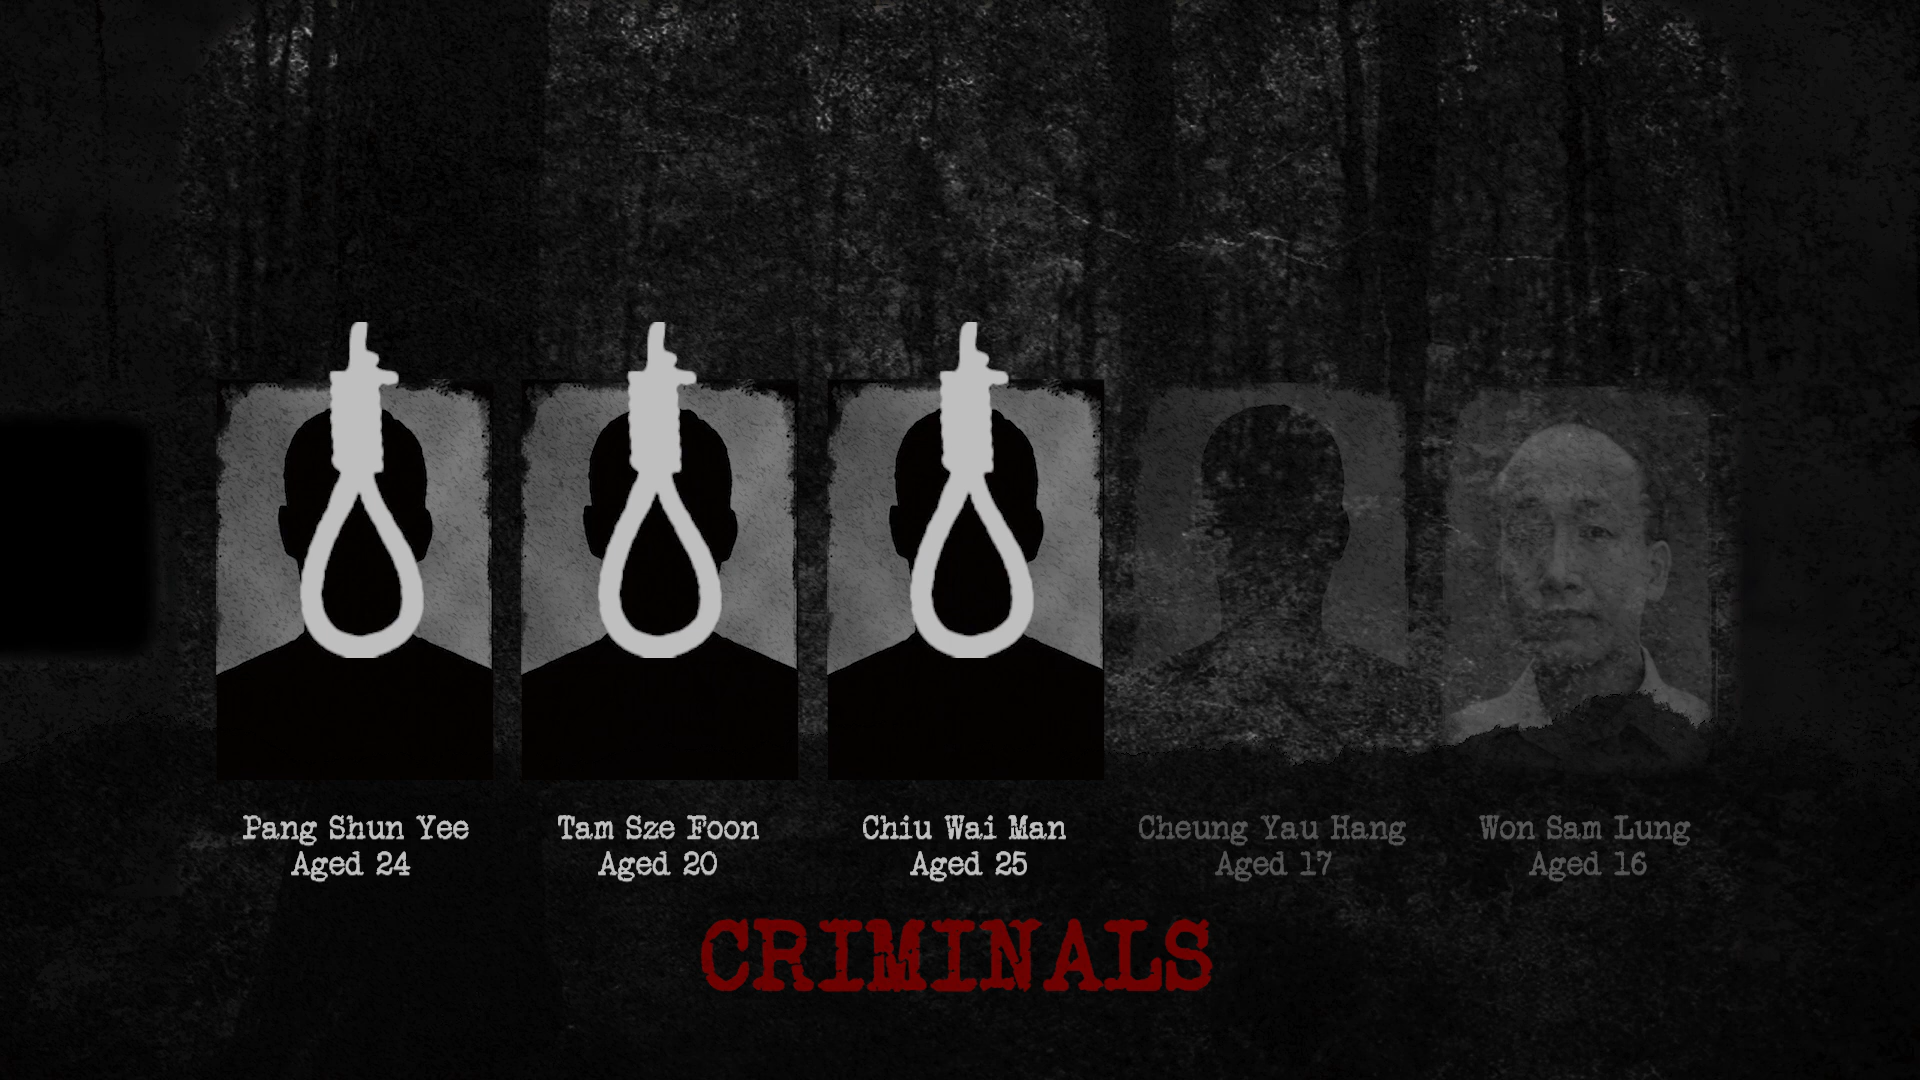 Pang Shun Yee
Aged 24
Tam Sze Foon
Aged 20
Chiu Wai Man
Aged 25
Cheung Yau Hang
Aged 17
Won Sam Lung
Aged 16
CRIMINALS